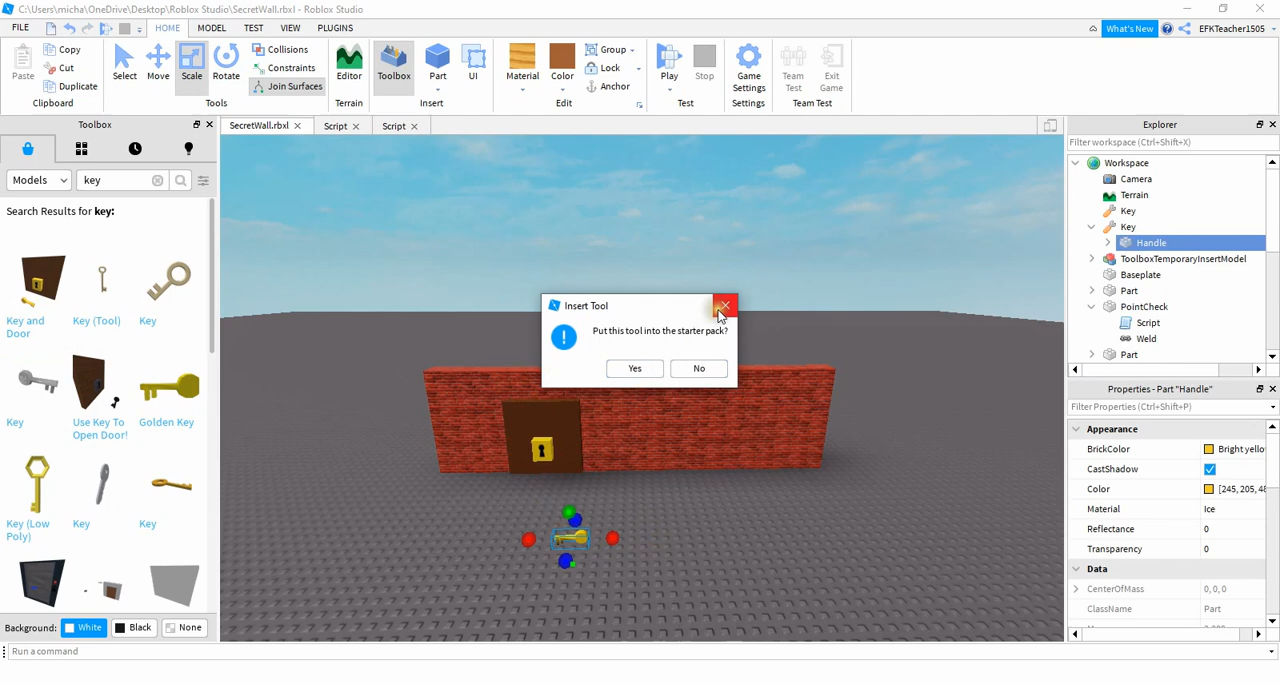 C:\Users\micha\OneDrive\Desktop\Roblox Studio\SecretWall.rbxl - Roblox Studio
FILE HOME MODEL TEST VIEW PLUGINS What's New EFKTeacher1505
Paste Copy Cut Duplicate
Clipboard
Select Move Scale Rotate Collisions Constraints Join Surfaces
Tools
Editor
Terrain
Toolbox Part UI
Insert
Material Color Group Lock Anchor
Edit
Play Stop
Test
Game Settings
Settings
Team Test Exit Game
Team Test
Toolbox
SecretWall.rbxl Script Script
Models key
Search Results for key:
Key and Door Key (Tool) Key
Key Use Key To Open Door! Golden Key
Key (Low Poly) Key Key
Background: White Black None
Run a command
Insert Tool
Put this tool into the starter pack?
Yes No
Explorer
Filter workspace (Ctrl+Shift+X)
Workspace
Camera
Terrain
Key
Key
Handle
ToolboxTemporaryInsertModel
Baseplate
Part
PointCheck
Script
Weld
Part
Properties - Part "Handle"
Filter Properties (Ctrl+Shift+P)
Appearance
BrickColor Bright yello
CastShadow
Color [245, 205, 48
Material Ice
Reflectance 0
Transparency 0
Data
CenterOfMass 0, 0, 0
ClassName Part